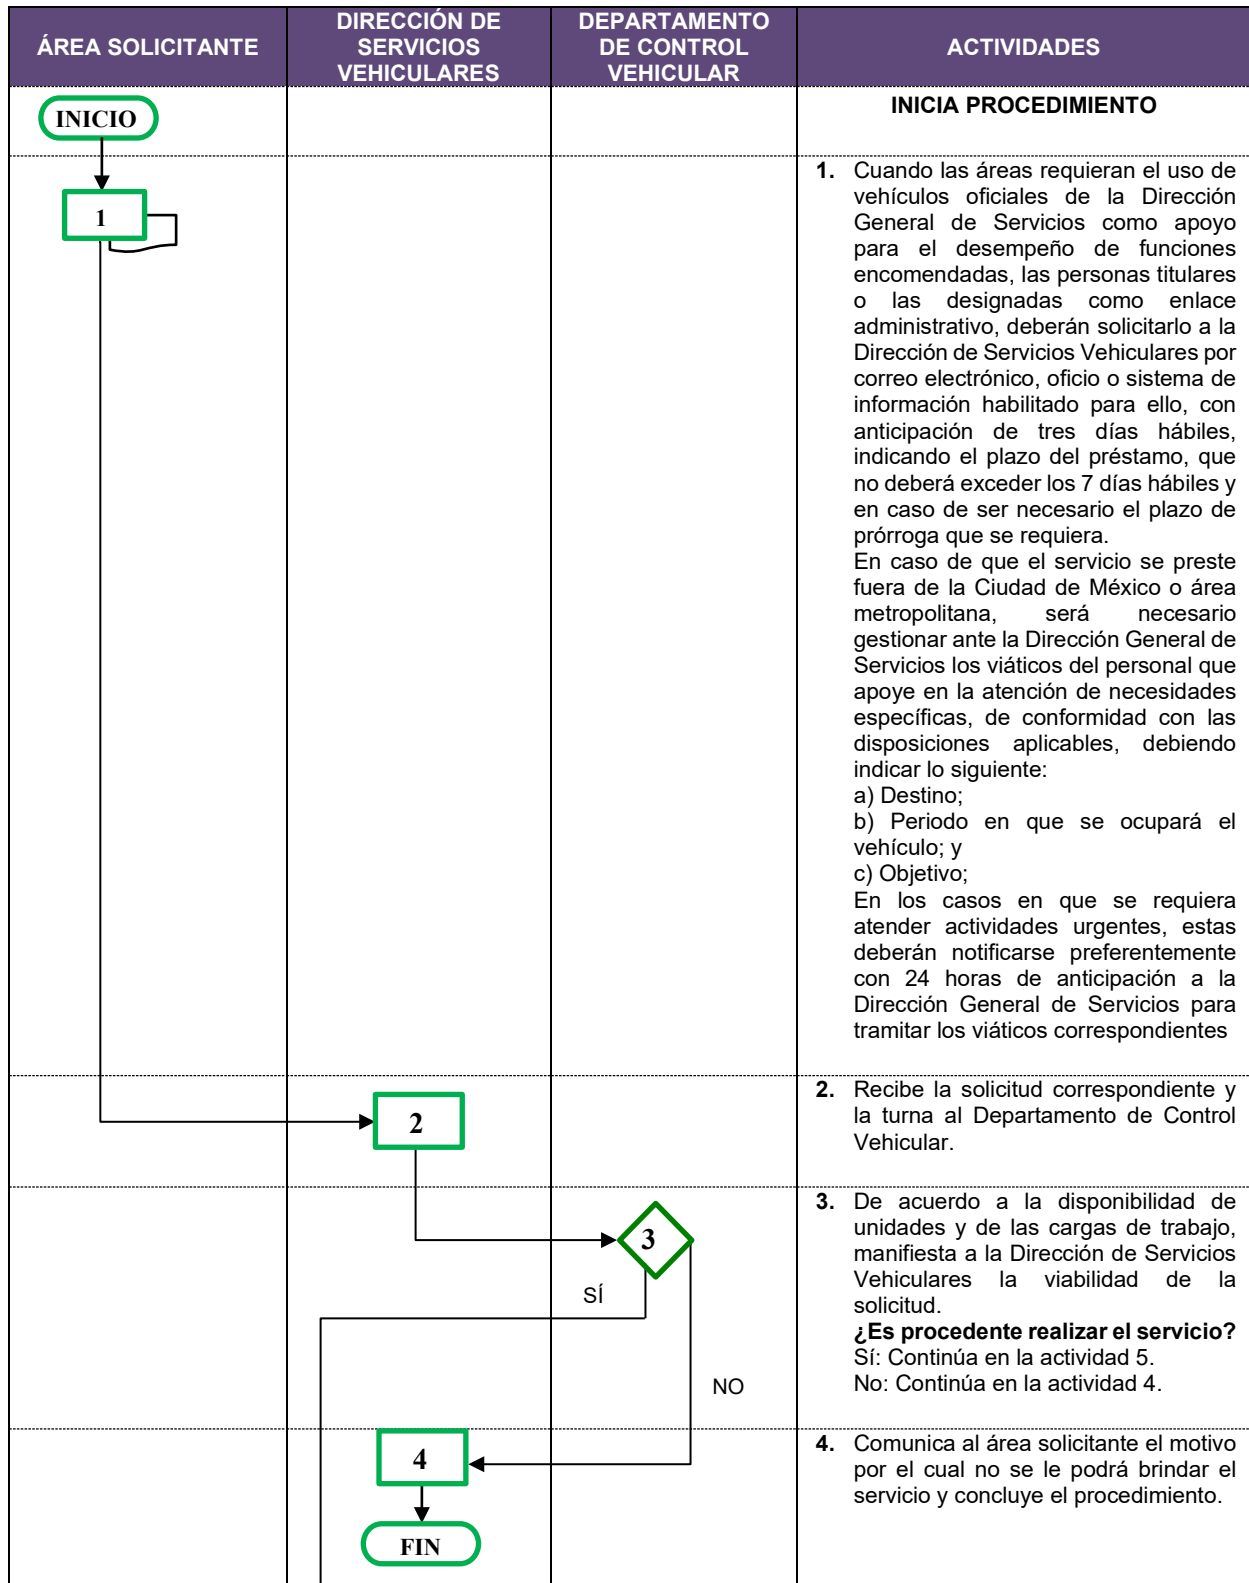 ÁREA SOLICITANTE
DIRECCIÓN DE
SERVICIOS
VEHICULARES
DEPARTAMENTO
DE CONTROL
VEHICULAR
ACTIVIDADES
INICIO
INICIA PROCEDIMIENTO
1
1. Cuando las áreas requieran el uso de
vehículos oficiales de la Dirección
General de Servicios como apoyo
para el desempeño de funciones
encomendadas, las personas titulares
o las designadas como enlace
administrativo, deberán solicitarlo a la
Dirección de Servicios Vehiculares por
correo electrónico, oficio o sistema de
información habilitado para ello, con
anticipación de tres días hábiles,
indicando el plazo del préstamo, que
no deberá exceder los 7 días hábiles y
en caso de ser necesario el plazo de
prórroga que se requiera.
En caso de que el servicio se preste
fuera de la Ciudad de México o área
metropolitana, será necesario
gestionar ante la Dirección General de
Servicios los viáticos del personal que
apoye en la atención de necesidades
específicas, de conformidad con las
disposiciones aplicables, debiendo
indicar lo siguiente:
a) Destino;
b) Periodo en que se ocupará el
vehículo; y
c) Objetivo;
En los casos en que se requiera
atender actividades urgentes, estas
deberán notificarse preferentemente
con 24 horas de anticipación a la
Dirección General de Servicios para
tramitar los viáticos correspondientes
2
2. Recibe la solicitud correspondiente y
la turna al Departamento de Control
Vehicular.
3
SÍ
NO
3. De acuerdo a la disponibilidad de
unidades y de las cargas de trabajo,
manifiesta a la Dirección de Servicios
Vehiculares la viabilidad de la
solicitud.
¿Es procedente realizar el servicio?
Sí: Continúa en la actividad 5.
No: Continúa en la actividad 4.
4
FIN
4. Comunica al área solicitante el motivo
por el cual no se le podrá brindar el
servicio y concluye el procedimiento.